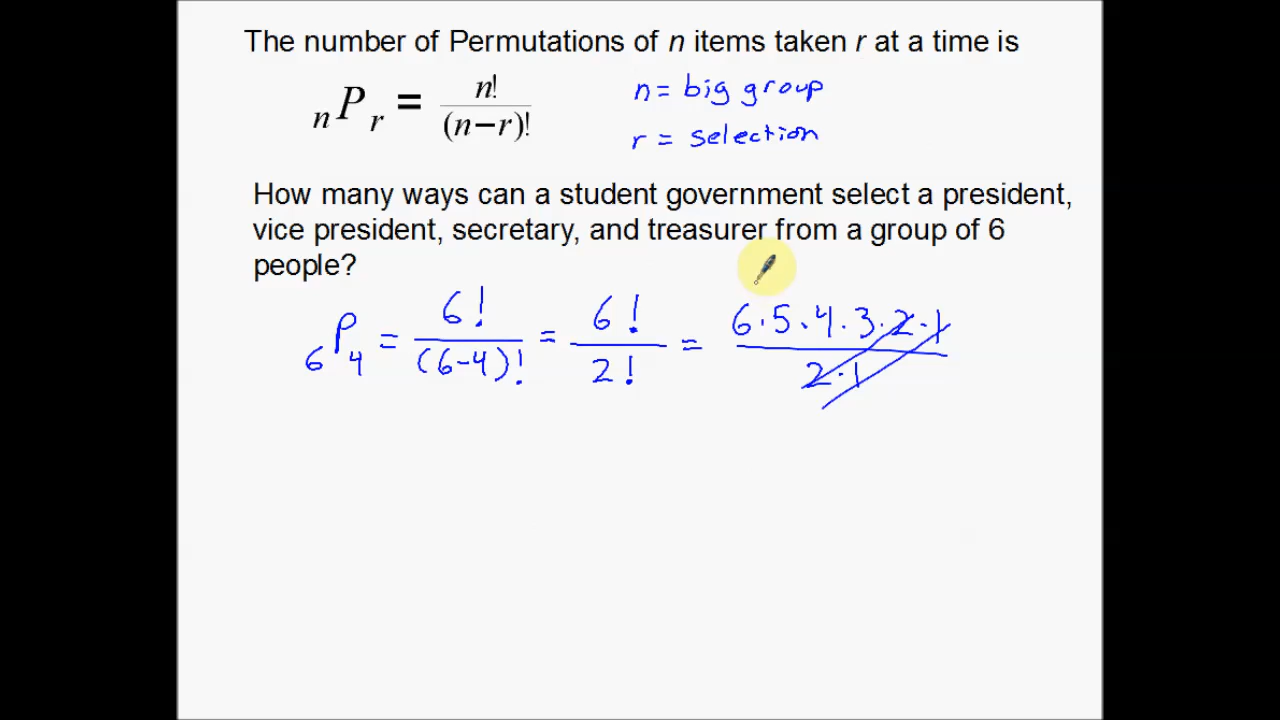 The number of Permutations of n items taken r at a time is
nPr = n!/(n−r)!
n = big group
r = selection
How many ways can a student government select a president,
vice president, secretary, and treasurer from a group of 6
people?
6P4 = 6!/(6-4)! = 6!/2! = 6·5·4·3·2·1/2·1